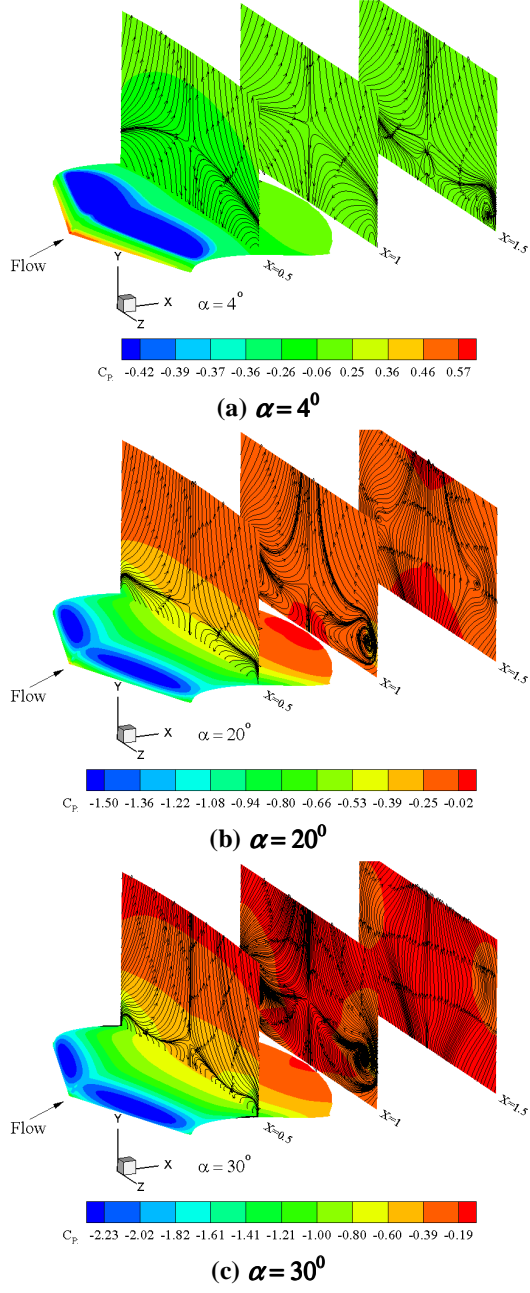 X=0.5
X=1
X=1.5
Flow
Y
X
Z
α = 4°
C_P: -0.42 -0.39 -0.37 -0.36 -0.26 -0.06 0.25 0.36 0.46 0.57
(a) α = 4⁰
X=0.5
X=1
X=1.5
Flow
Y
X
Z
α = 20°
C_P: -1.50 -1.36 -1.22 -1.08 -0.94 -0.80 -0.66 -0.53 -0.39 -0.25 -0.02
(b) α = 20⁰
X=0.5
X=1
X=1.5
Flow
Y
X
Z
α = 30°
C_P: -2.23 -2.02 -1.82 -1.61 -1.41 -1.21 -1.00 -0.80 -0.60 -0.39 -0.19
(c) α = 30⁰